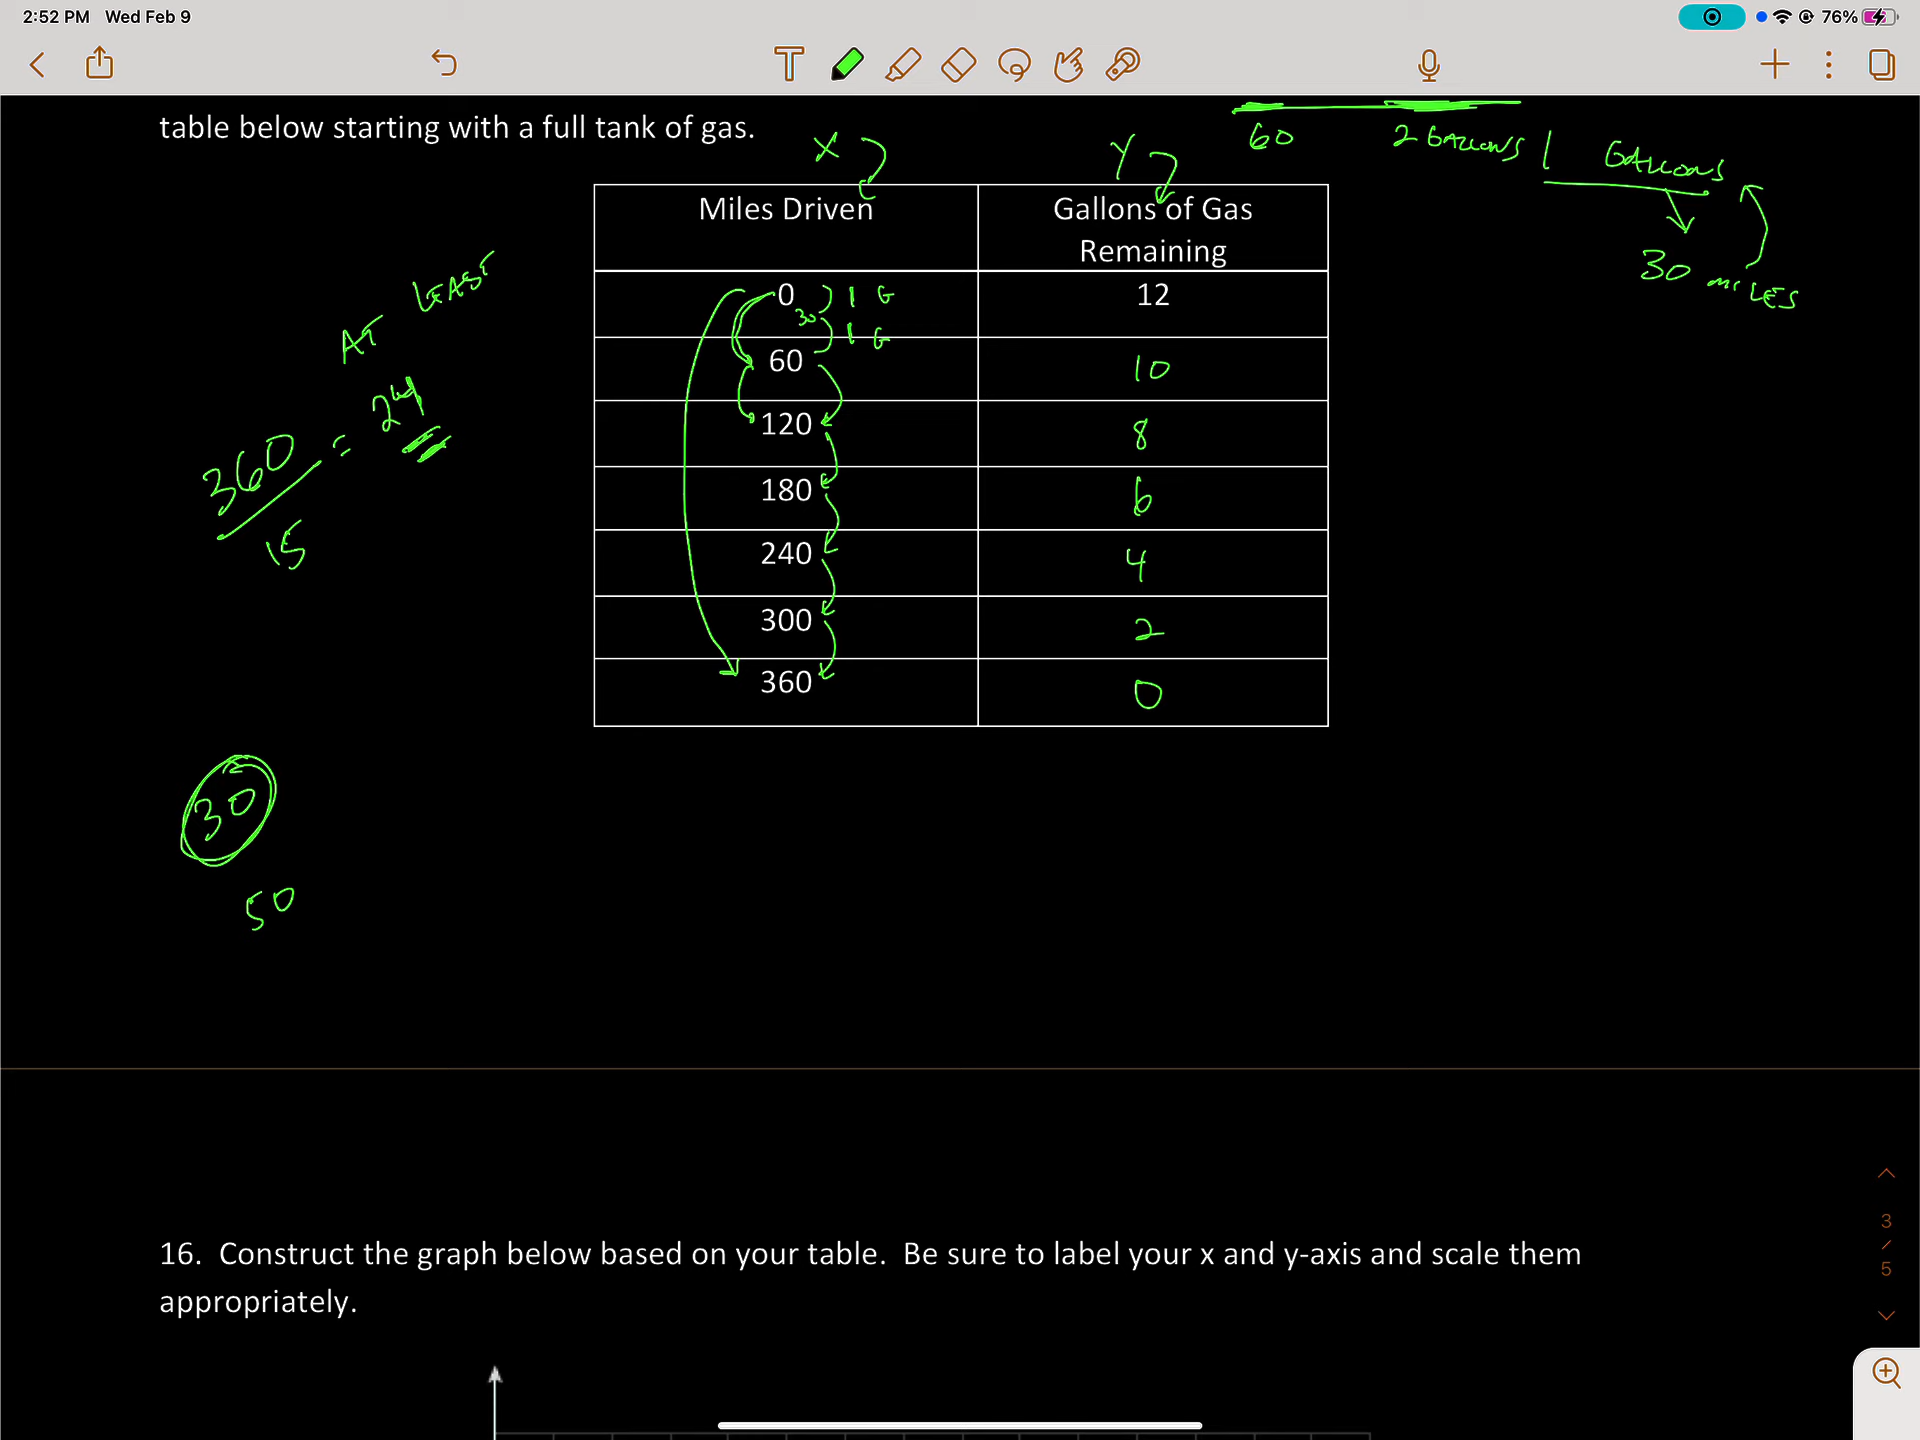 2:52 PM Wed Feb 9
76%
table below starting with a full tank of gas.
X
Y
60
2 GALLONS
1 GALLONS
30 MILES
Miles Driven
Gallons of Gas
Remaining
0
12
} 1 G
30
} 1 G
60
10
120
8
180
6
240
4
300
2
360
0
AT LEAST
360
15
= 24
30
50
16. Construct the graph below based on your table. Be sure to label your x and y-axis and scale them
appropriately.
3
/
5